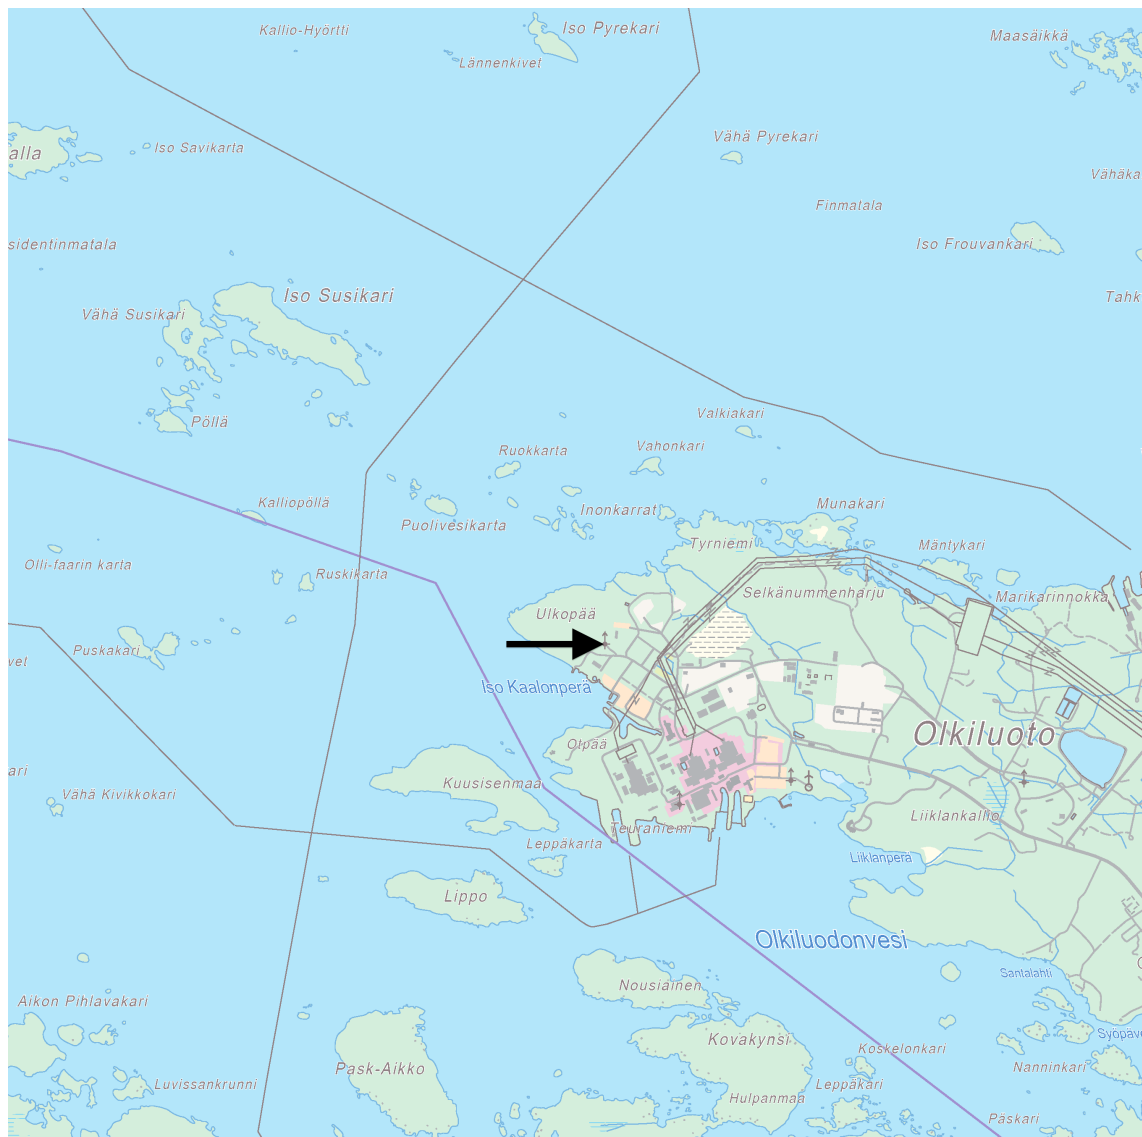 Kallio-Hyörtti
Iso Pyrekari
Maasäikkä
Lännenkivet
Vähä Pyrekari
Iso Savikarta
alla
Vähäka
Finmatala
sidentinmatala
Iso Frouvankari
Iso Susikari
Tahk
Vähä Susikari
Valkiakari
Pöllä
Vahonkari
Ruokkarta
Kalliopöllä
Munakari
Inonkarrat
Puolivesikarta
Tyrniemi
Mäntykari
Olli-faarin karta
Ruskikarta
Selkänummenharju
Marikarinnokka
Ulkopää
Puskakari
vet
Iso Kaalonperä
Olkiluoto
Olpää
ari
Kuusisenmaa
Vähä Kivikkokari
Liiklankallio
Teuraniemi
Leppäkarta
Liiklanperä
Lippo
Olkiluodonvesi
Santalahti
Nousiainen
Aikon Pihlavakari
Syöpäve
Kovakynsi
Koskelonkari
Pask-Aikko
Nanninkari
Luvissankrunni
Leppäkari
Hulpanmaa
Päskari